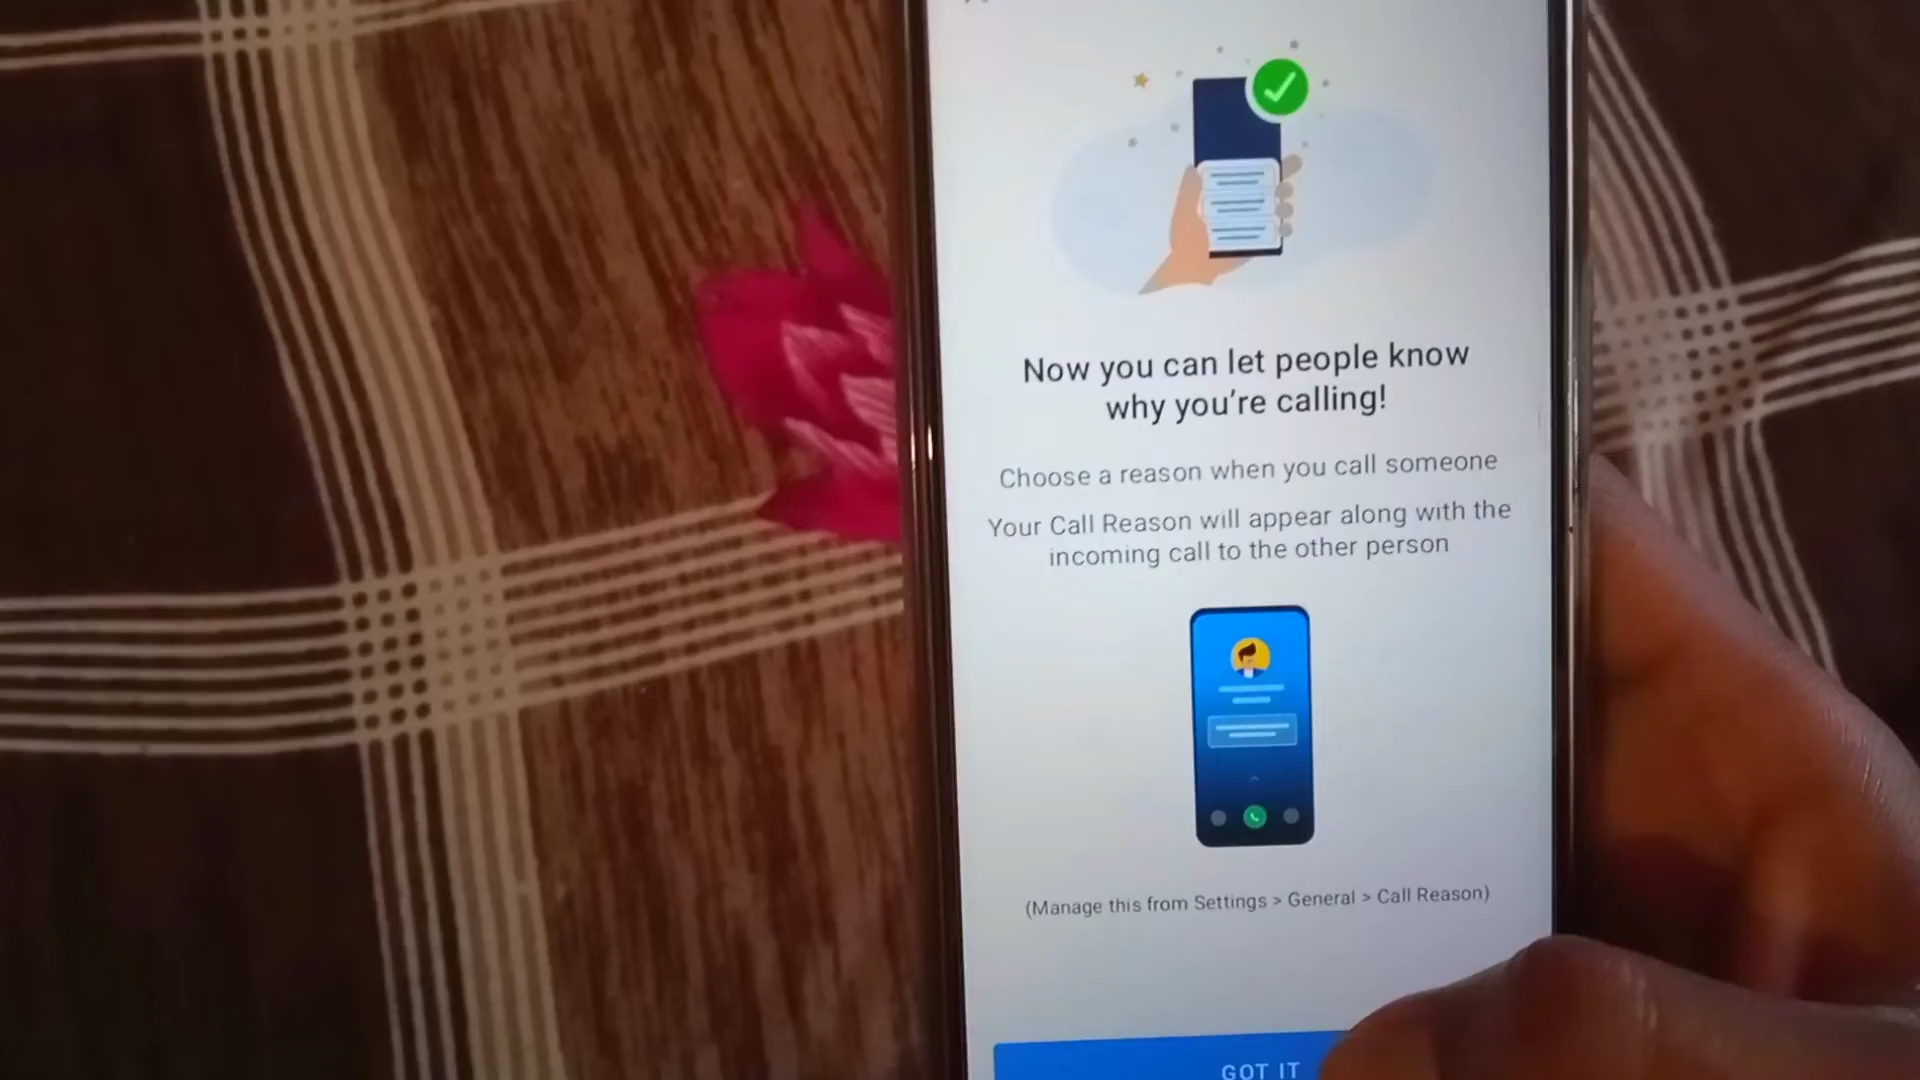 Now you can let people know
why you’re calling!
Choose a reason when you call someone
Your Call Reason will appear along with the
incoming call to the other person
(Manage this from Settings > General > Call Reason)
GOT IT